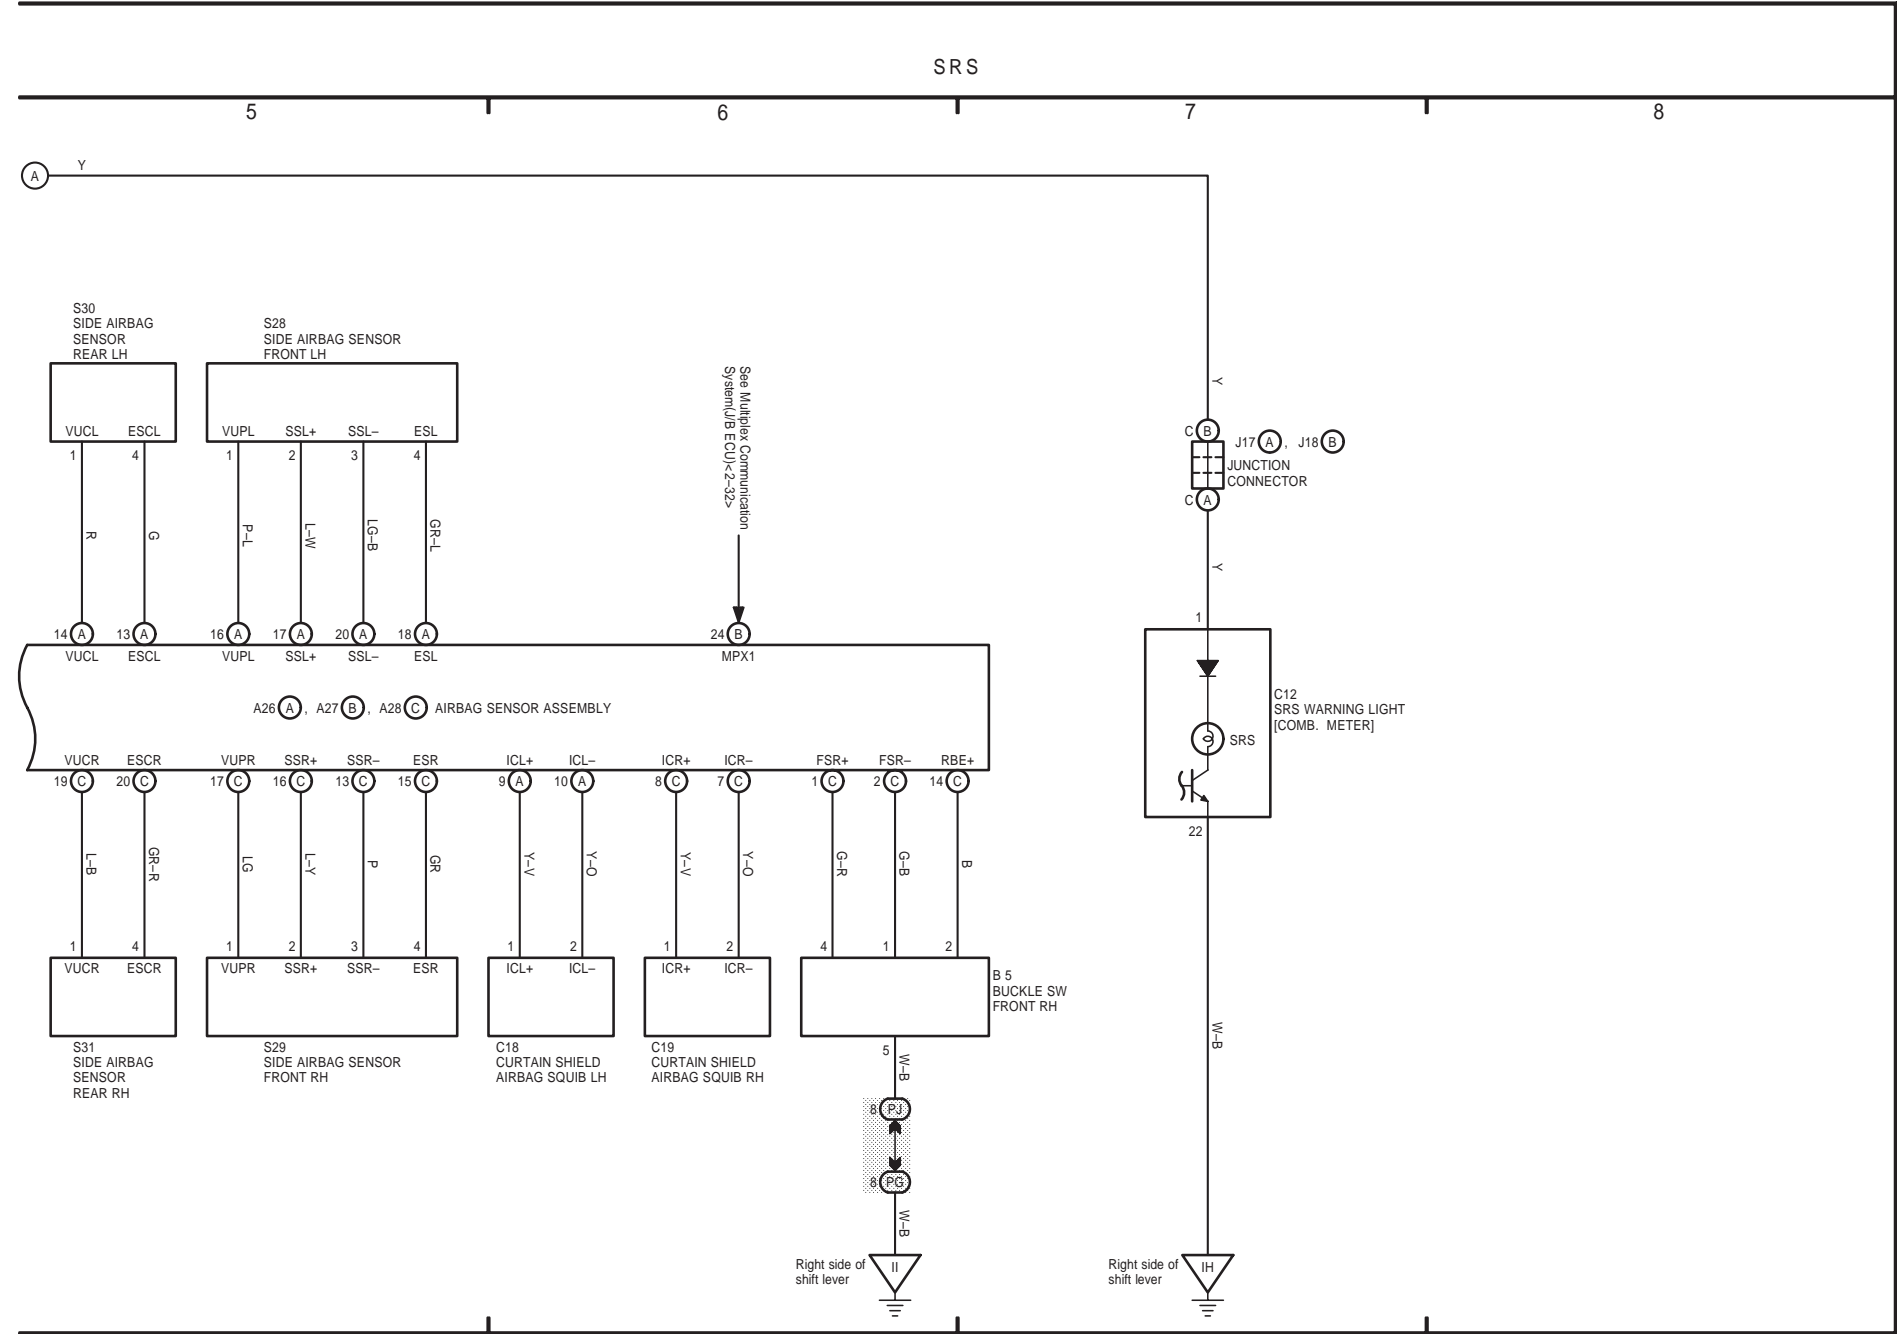 SRS
5 6 7 8
A Y
S30
SIDE AIRBAG
SENSOR
REAR LH
S28
SIDE AIRBAG SENSOR
FRONT LH
See Multiplex Communication
System(J/B ECU)<2–32>
Y
VUCL ESCL VUPL SSL+ SSL– ESL
1 4 1 2 3 4
C B J17 A , J18 B
JUNCTION
CONNECTOR
C A
R G P–L L–W LG–B GR–L
Y
1
14 A 13 A 16 A 17 A 20 A 18 A 24 B
VUCL ESCL VUPL SSL+ SSL– ESL MPX1
A26 A , A27 B , A28 C AIRBAG SENSOR ASSEMBLY
C12
SRS WARNING LIGHT
[COMB. METER]
SRS
VUCR ESCR VUPR SSR+ SSR– ESR ICL+ ICL– ICR+ ICR– FSR+ FSR– RBE+
19 C 20 C 17 C 16 C 13 C 15 C 9 A 10 A 8 C 7 C 1 C 2 C 14 C
22
L–B GR–R LG L–Y P GR Y–V Y–O Y–V Y–O G–R G–B B
1 4 1 2 3 4 1 2 1 2 4 1 2
VUCR ESCR VUPR SSR+ SSR– ESR ICL+ ICL– ICR+ ICR–
B 5
BUCKLE SW
FRONT RH
W–B
S31
SIDE AIRBAG
SENSOR
REAR RH
S29
SIDE AIRBAG SENSOR
FRONT RH
C18
CURTAIN SHIELD
AIRBAG SQUIB LH
C19
CURTAIN SHIELD
AIRBAG SQUIB RH
5
W–B
8 PJ
8 PG
W–B
Right side of
shift lever
II
Right side of
shift lever
IH